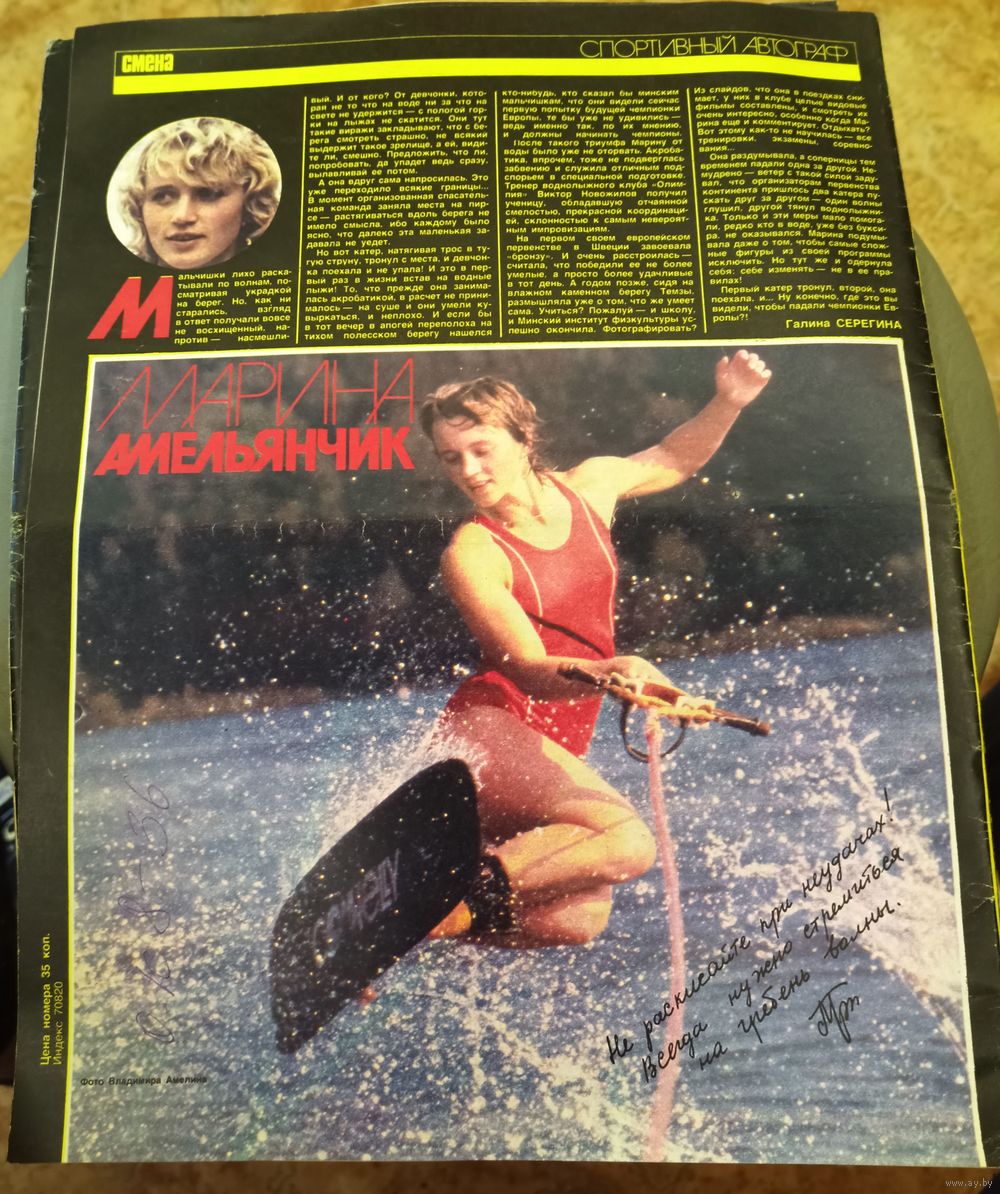 смена
СПОРТИВНЫЙ АВТОГРАФ
Мальчишки лихо раска-
тывали по волнам, по-
сматривая украдкой
на берег. Но, как ни
старались, взгляд
в ответ получали вовсе
не восхищенный, на-
против — насмешли-
вый. И от кого? От девчонки, кото-
рая не то что на воде ни за что на
свете не удержится — с пологой гор-
ки на лыжах не скатится. Они тут
такие виражи закладывают, что с бе-
рега смотреть страшно, не всякий
выдержит такое зрелище, а ей, види-
те ли, смешно. Предложить, что ли,
попробовать, да упадет ведь сразу,
вылавливай ее потом.
А она вдруг сама напросилась. Это
уже переходило всякие границы...
В момент организованная спасатель-
ная команда заняла места на пир-
се — растягиваться вдоль берега не
имело смысла, ибо каждому было
ясно, что далеко эта маленькая за-
давала не уедет.
Но вот катер, натягивая трос в ту-
гую струну, тронул с места, и девчон-
ка поехала и не упала! И это в пер-
вый раз в жизни встав на водные
лыжи! То, что прежде она занима-
лась акробатикой, в расчет не прини-
малось — на суше и они умели ку-
выркаться, и неплохо. И если бы
в тот вечер в апогей переполоха на
тихом полесском берегу нашелся
кто-нибудь, кто сказал бы минским
мальчишкам, что они видели сейчас
первую попытку будущей чемпионки
Европы, те бы уже не удивились —
ведь именно так, по их мнению,
и должны начинать чемпионы.
После такого триумфа Марину от
воды было уже не оторвать. Акроба-
тика, впрочем, тоже не подверглась
забвению и служила отличным под-
спорьем в специальной подготовке.
Тренер воднолыжного клуба «Олим-
пия» Виктор Новожилов получил
ученицу, обладавшую отчаянной
смелостью, прекрасной координаци-
ей, склонностью к самым невероят-
ным импровизациям.
На первом своем европейском
первенстве в Швеции завоевала
«бронзу». И очень расстроилась —
считала, что победили ее не более
умелые, а просто более удачливые
в тот день. А годом позже, сидя на
влажном каменном берегу Темзы,
размышляла уже о том, что же умеет
сама. Учиться? Пожалуй — и школу,
и Минский институт физкультуры ус-
пешно окончила. Фотографировать?
Из слайдов, что она в поездках сни-
мает, у них в клубе целые видовые
фильмы составлены, и смотреть их
очень интересно, особенно когда Ма-
рина еще и комментирует. Отдыхать?
Вот этому как-то не научилась — все
тренировки, экзамены, соревно-
вания...
Она раздумывала, а соперницы тем
временем падали одна за другой. Не-
мудрено — ветер с такой силой заду-
вал, что организаторам первенства
континента пришлось два катера пу-
скать друг за другом — один волны
глушил, другой тянул воднолыжни-
ка. Только и эти меры мало помога-
ли, редко кто в воде, уже без букси-
ра, не оказывался. Марина подумы-
вала даже о том, чтобы самые слож-
ные фигуры из своей программы
исключить. Но тут же и одернула
себя: себе изменять — не в ее пра-
вилах!
Первый катер тронул, второй, она
поехала, и... Ну конечно, где это вы
видели, чтобы падали чемпионки Ев-
ропы?!
Галина СЕРЕГИНА
МАРИНА
АМЕЛЬЯНЧИК
Не раскисайте при неудачах!
Всегда нужно стремиться
на гребень волны.
Цена номера 35 коп.
Индекс 70820
Фото Владимира Амелина
www.ay.by